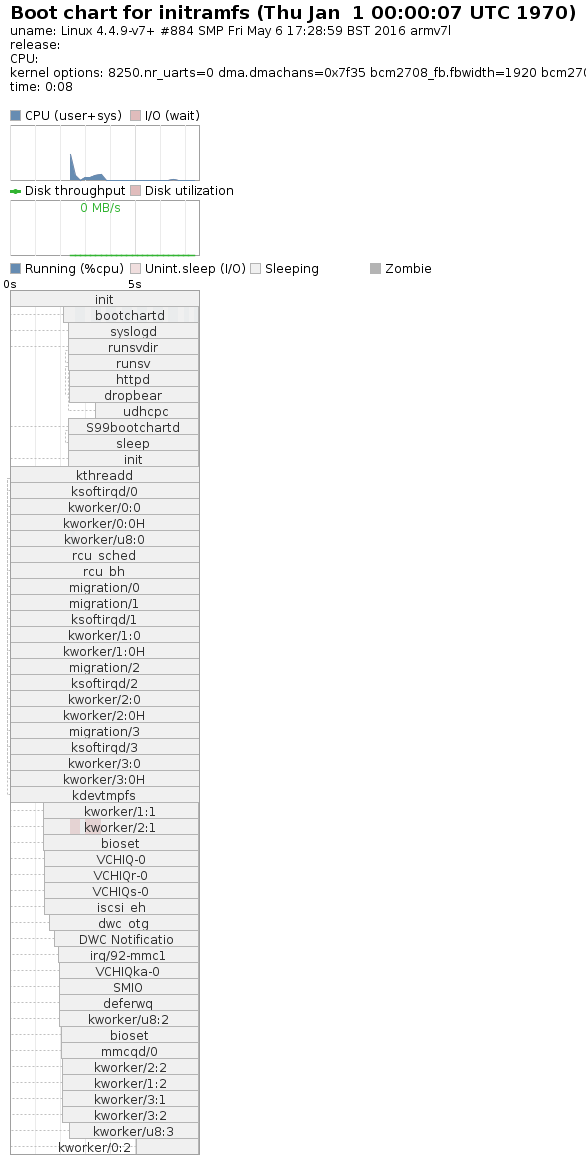 Boot chart for initramfs (Thu Jan  1 00:00:07 UTC 1970)
uname: Linux 4.4.9-v7+ #884 SMP Fri May 6 17:28:59 BST 2016 armv7l
release:
CPU:
kernel options: 8250.nr_uarts=0 dma.dmachans=0x7f35 bcm2708_fb.fbwidth=1920 bcm270
time: 0:08
CPU (user+sys) I/O (wait)
Disk throughput Disk utilization
0 MB/s
Running (%cpu) Unint.sleep (I/O) Sleeping Zombie
0s 5s
init
bootchartd
syslogd
runsvdir
runsv
httpd
dropbear
udhcpc
S99bootchartd
sleep
init
kthreadd
ksoftirqd/0
kworker/0:0
kworker/0:0H
kworker/u8:0
rcu_sched
rcu_bh
migration/0
migration/1
ksoftirqd/1
kworker/1:0
kworker/1:0H
migration/2
ksoftirqd/2
kworker/2:0
kworker/2:0H
migration/3
ksoftirqd/3
kworker/3:0
kworker/3:0H
kdevtmpfs
kworker/1:1
kworker/2:1
bioset
VCHIQ-0
VCHIQr-0
VCHIQs-0
iscsi_eh
dwc_otg
DWC Notificatio
irq/92-mmc1
VCHIQka-0
SMIO
deferwq
kworker/u8:2
bioset
mmcqd/0
kworker/2:2
kworker/1:2
kworker/3:1
kworker/3:2
kworker/u8:3
kworker/0:2